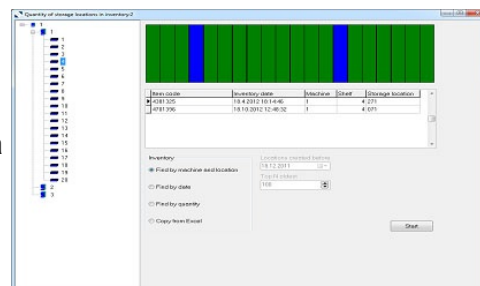 Quantity of storage locations in inventory:2
1
1
1
2
3
4
5
6
7
8
9
10
11
12
13
14
15
16
17
18
19
20
2
3
Item code Inventory date Machine Shelf Storage location
4381325 18.4.2012 10:14:46 1 4 271
4781396 18.10.2012 12:48:32 1 4 071
Inventory
Find by machine and location
Find by date
Find by quantity
Copy from Excel
Locations counted before
18.12.2011
Top N oldest
100
Start